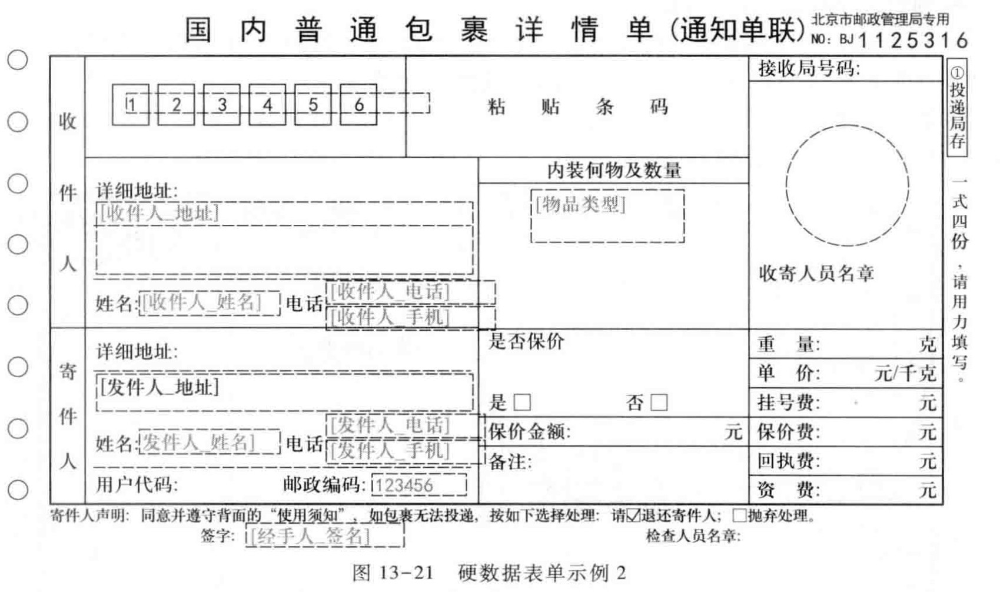 国内普通包裹详情单(通知单联)
北京市邮政管理局专用
NO: BJ 1125316
接收局号码:
收件人
1 2 3 4 5 6
粘贴条码
①投递局存
一式四份,请用力填写。
内装何物及数量
详细地址:
[收件人_地址]
[物品类型]
收寄人员名章
姓名:[收件人_姓名] 电话 [收件人_电话]
[收件人_手机]
寄件人
详细地址:
[发件人_地址]
姓名:[发件人_姓名] 电话 [发件人_电话]
[发件人_手机]
用户代码: 邮政编码: 123456
是否保价
是□ 否□
保价金额: 元
备注:
重量: 克
单价: 元/千克
挂号费: 元
保价费: 元
回执费: 元
资费: 元
寄件人声明: 同意并遵守背面的“使用须知”, 如包裹无法投递, 按如下选择处理: 请☑退还寄件人; □抛弃处理。
签字: [经手人_签名] 检查人员名章:
图 13-21 硬数据表单示例 2